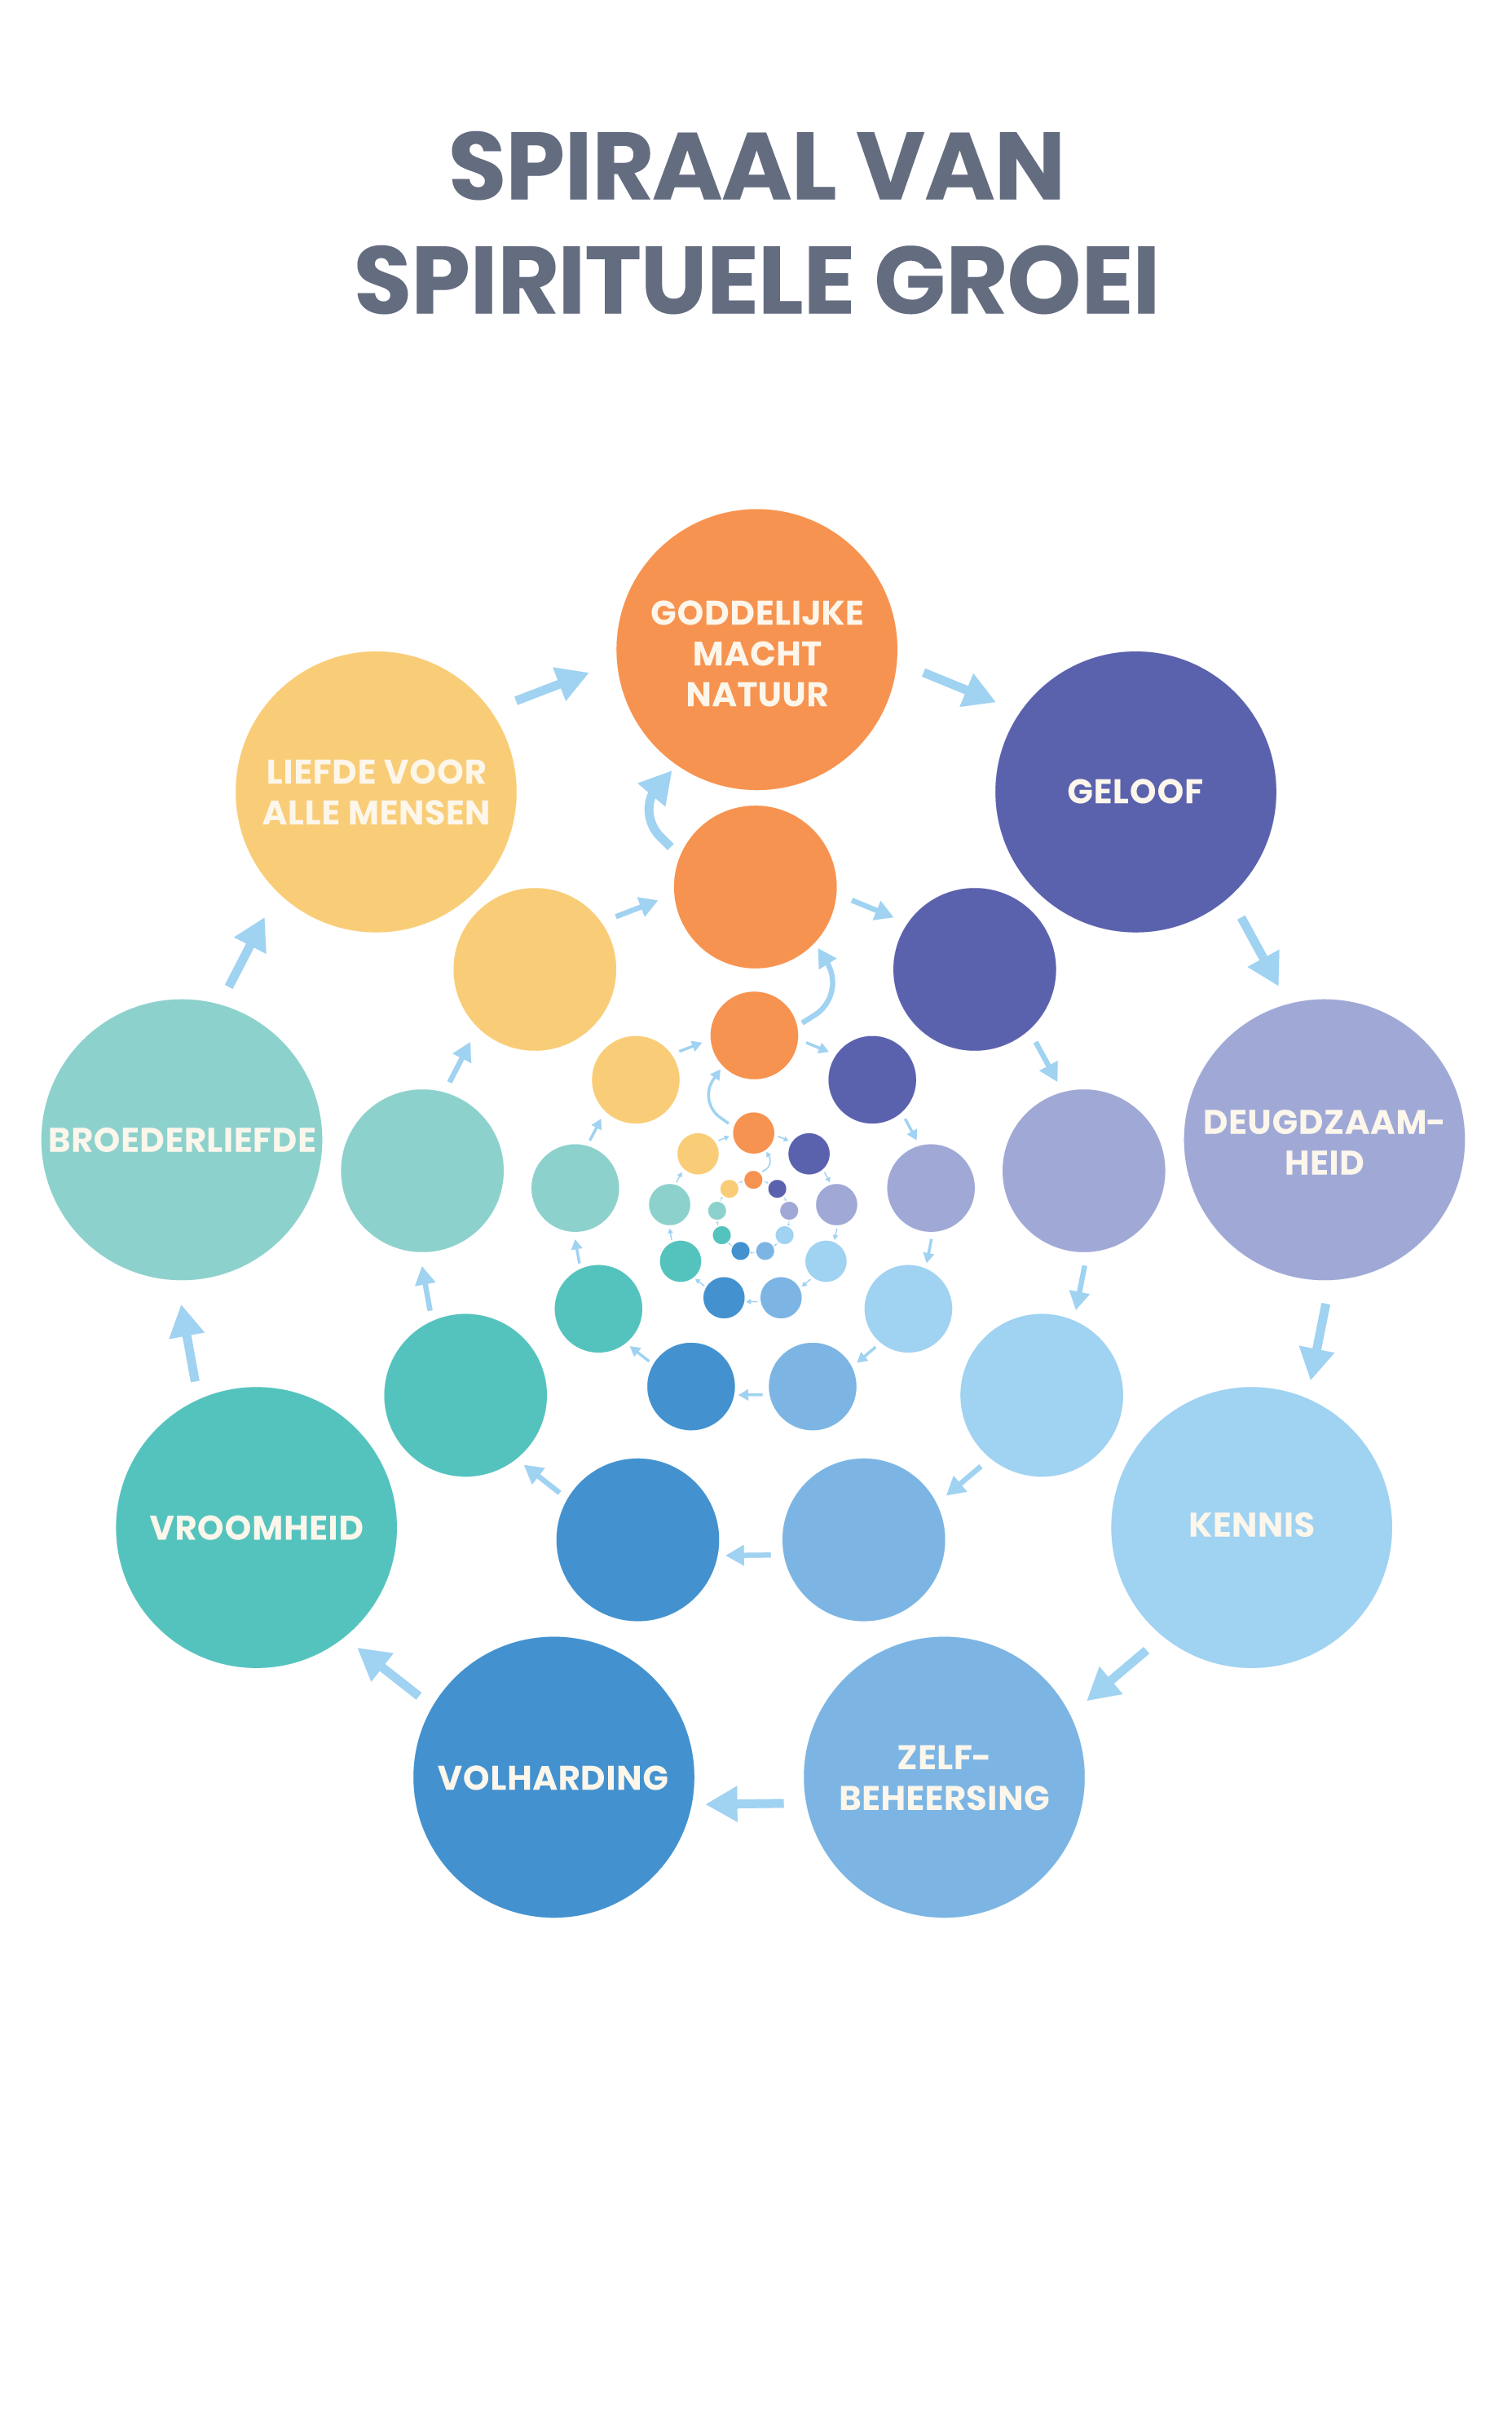 SPIRAAL VAN
SPIRITUELE GROEI
GODDELIJKE
MACHT
NATUUR
GELOOF
DEUGDZAAM-
HEID
KENNIS
ZELF-
BEHEERSING
VOLHARDING
VROOMHEID
BROEDERLIEFDE
LIEFDE VOOR
ALLE MENSEN